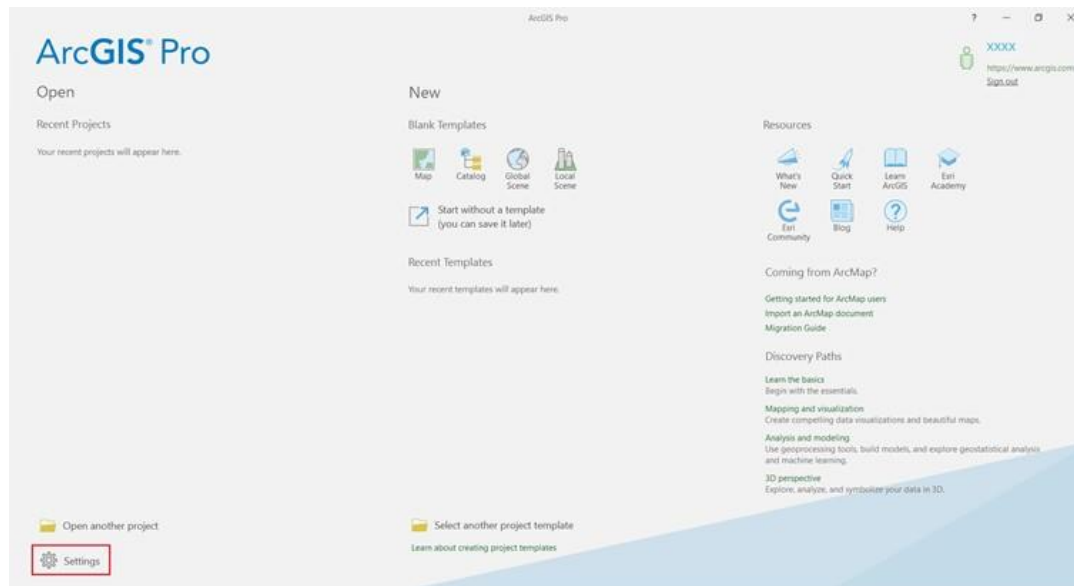 ArcGIS Pro
?
ArcGIS® Pro
XXXX
https://www.arcgis.com
Sign out
Open
Recent Projects
Your recent projects will appear here.
Open another project
Settings
New
Blank Templates
Map
Catalog
Global
Scene
Local
Scene
Start without a template
(you can save it later)
Recent Templates
Your recent templates will appear here.
Select another project template
Learn about creating project templates
Resources
What's
New
Quick
Start
Learn
ArcGIS
Esri
Academy
Esri
Community
Blog
Help
Coming from ArcMap?
Getting started for ArcMap users
Import an ArcMap document
Migration Guide
Discovery Paths
Learn the basics
Begin with the essentials.
Mapping and visualization
Create compelling data visualizations and beautiful maps.
Analysis and modeling
Use geoprocessing tools, build models, and explore geostatistical analysis
and machine learning.
3D perspective
Explore, analyze, and symbolize your data in 3D.